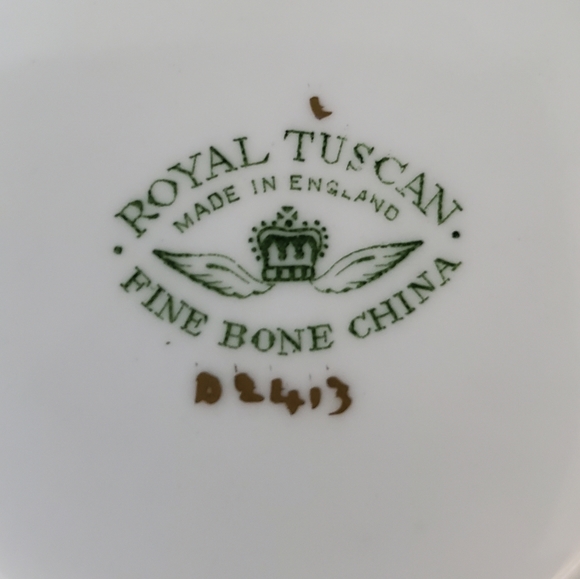 ROYAL TUSCAN
MADE IN ENGLAND
FINE BONE CHINA
D2413